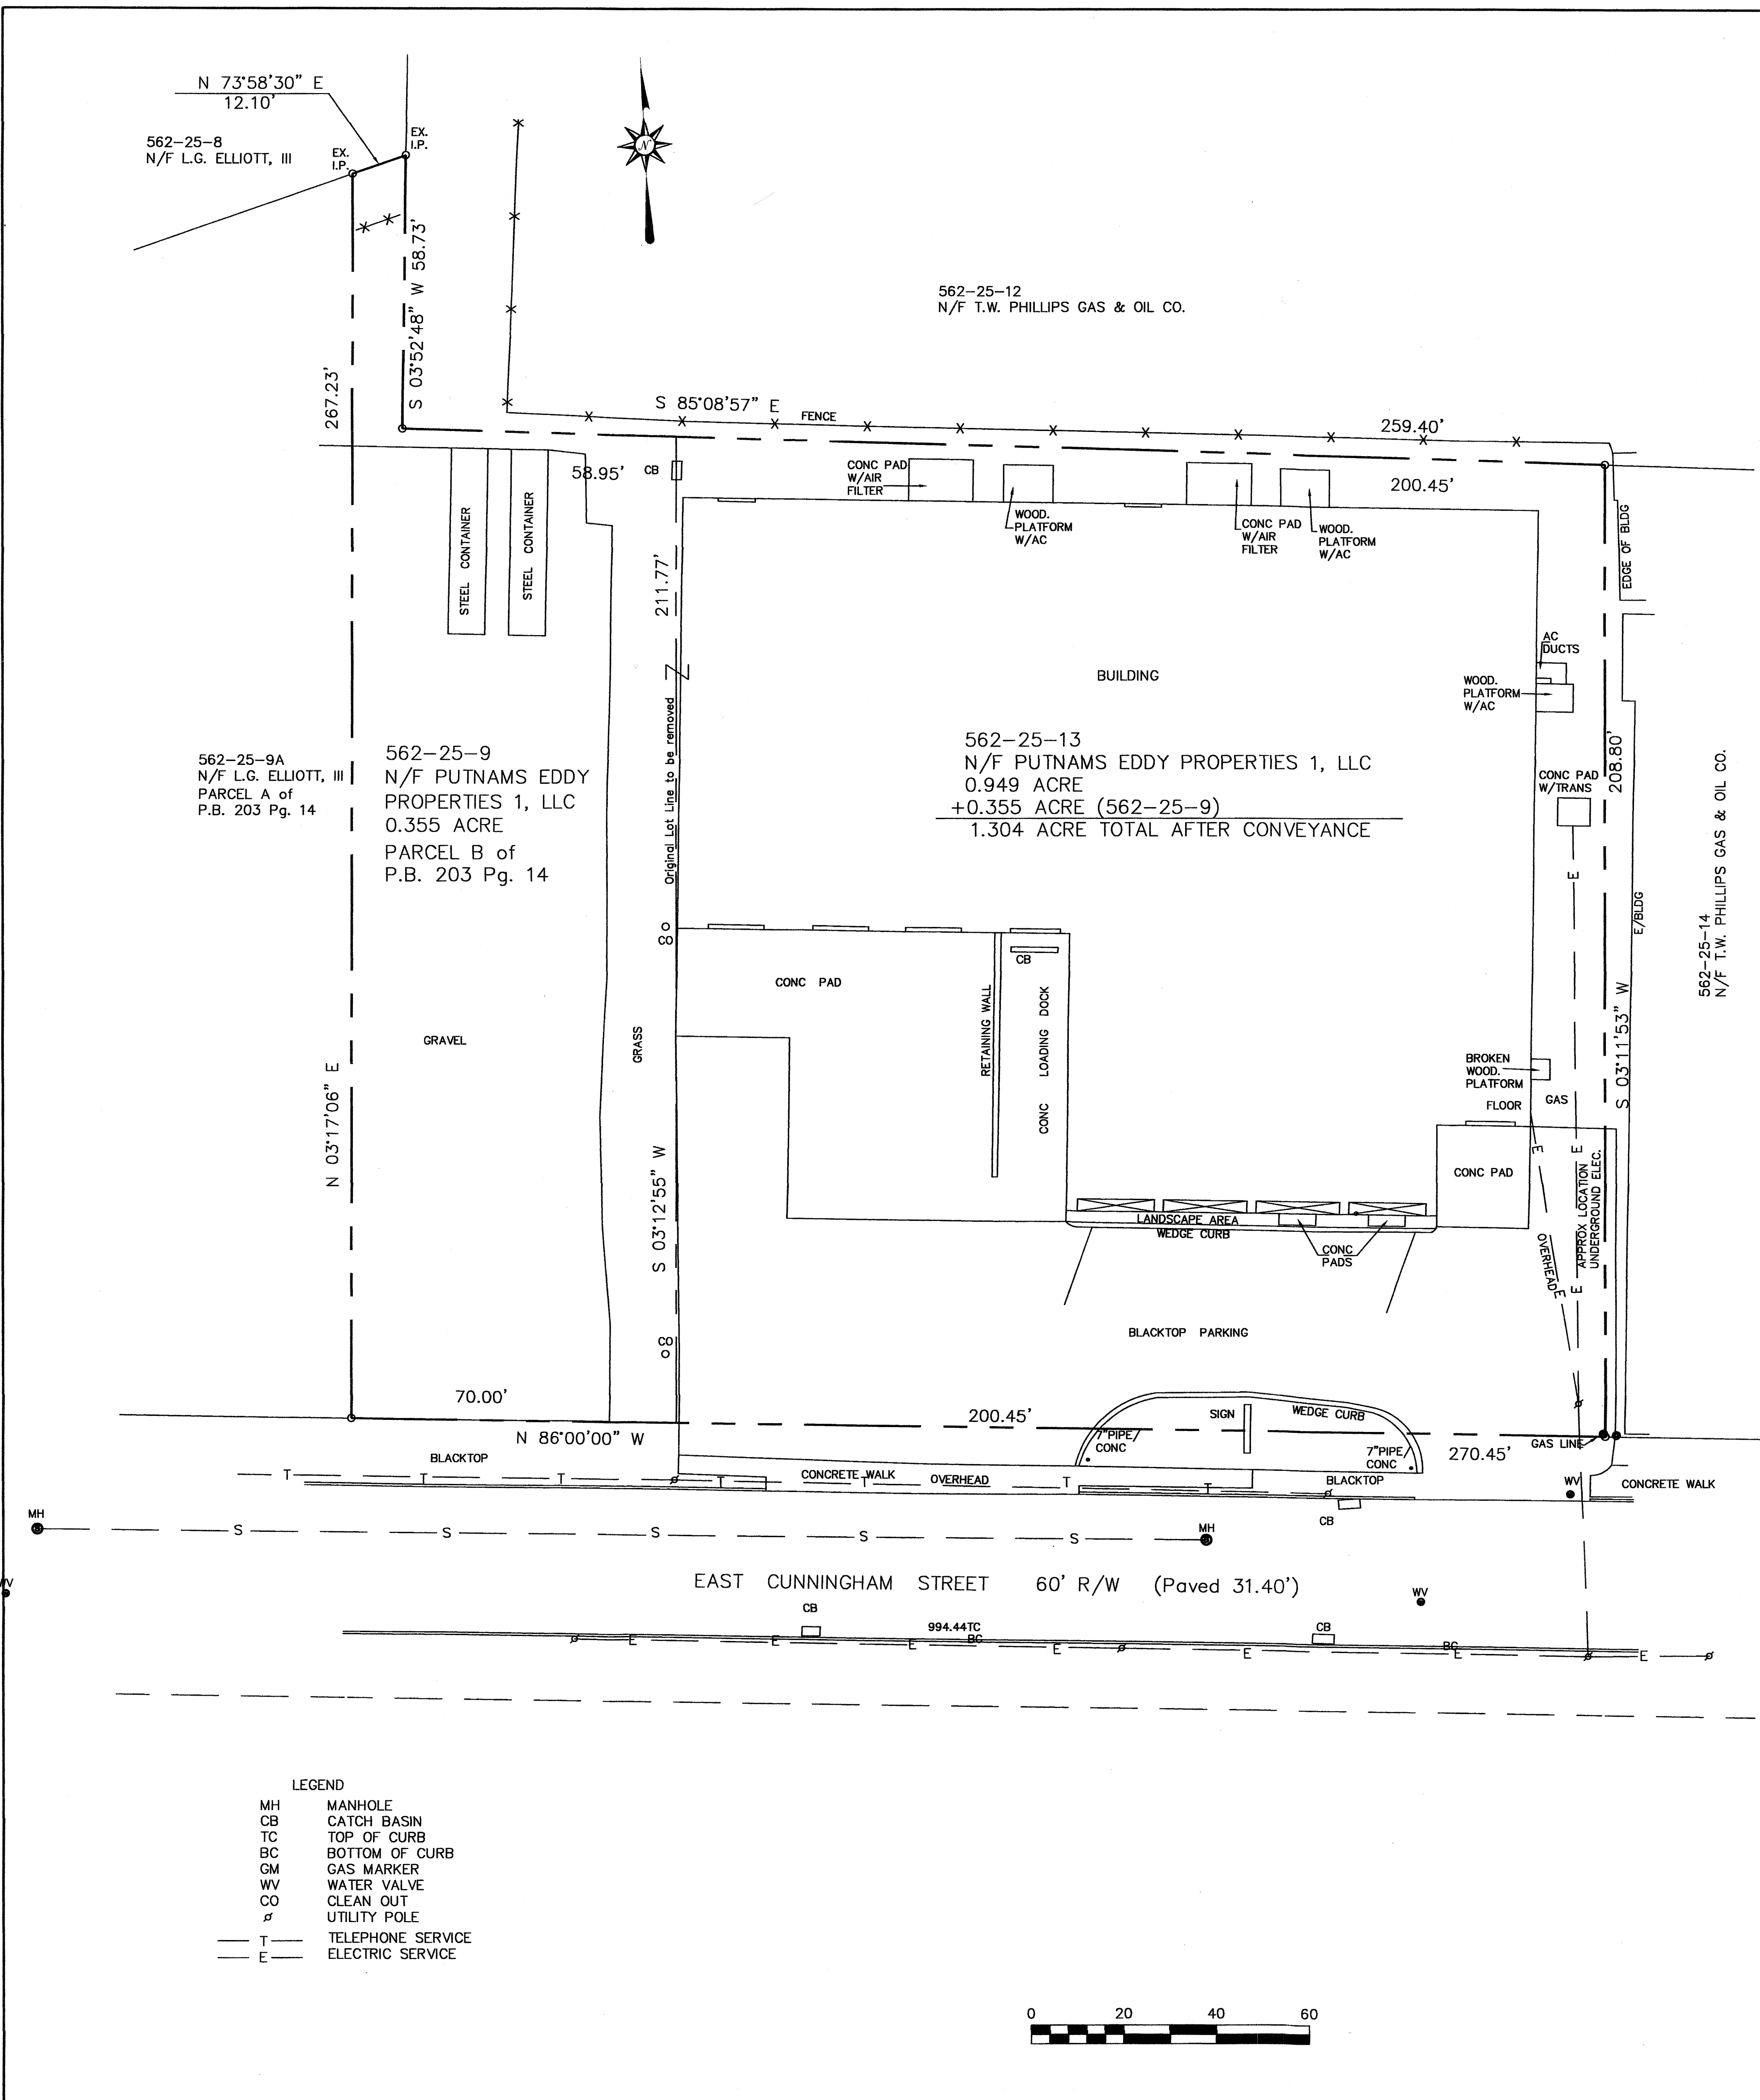 N 73°58'30" E
12.10'
562-25-8
N/F L.G. ELLIOTT, III
EX.
I.P.
EX.
I.P.
N
S 03°52'48" W 58.73'
267.23'
562-25-12
N/F T.W. PHILLIPS GAS & OIL CO.
S 85°08'57" E
FENCE
259.40'
58.95'
CB
CONC PAD
W/AIR
FILTER
WOOD.
PLATFORM
W/AC
CONC PAD
W/AIR
FILTER
WOOD.
PLATFORM
W/AC
200.45'
EDGE OF BLDG
STEEL CONTAINER
STEEL CONTAINER
211.77'
BUILDING
AC
DUCTS
WOOD.
PLATFORM
W/AC
Original Lot Line to be removed
562-25-9A
N/F L.G. ELLIOTT, III
PARCEL A of
P.B. 203 Pg. 14
562-25-9
N/F PUTNAMS EDDY
PROPERTIES 1, LLC
0.355 ACRE
PARCEL B of
P.B. 203 Pg. 14
562-25-13
N/F PUTNAMS EDDY PROPERTIES 1, LLC
0.949 ACRE
+0.355 ACRE (562-25-9)
1.304 ACRE TOTAL AFTER CONVEYANCE
CONC PAD
W/TRANS
208.80'
E
E/BLDG
562-25-14
N/F T.W. PHILLIPS GAS & OIL CO.
CO
CONC PAD
CB
RETAINING WALL
CONC LOADING DOCK
GRAVEL
GRASS
N 03°17'06" E
S 03°12'55" W
S 03°11'53" W
BROKEN
WOOD.
PLATFORM
FLOOR
GAS
CONC PAD
E
E
APPROX LOCATION
UNDERGROUND ELEC.
OVERHEAD
E
E
LANDSCAPE AREA
WEDGE CURB
CONC
PADS
BLACKTOP PARKING
CO
70.00'
N 86°00'00" W
200.45'
SIGN
WEDGE CURB
7"PIPE/
CONC
7"PIPE/
CONC
270.45'
GAS LINE
BLACKTOP
CONCRETE WALK
OVERHEAD
BLACKTOP
WV
CONCRETE WALK
T T T T T T T
CB
MH
S S S S S
MH
WV
EAST CUNNINGHAM STREET 60' R/W (Paved 31.40')
WV
CB
994.44TC
BC
CB
BC
E E E E E E E
LEGEND
MH MANHOLE
CB CATCH BASIN
TC TOP OF CURB
BC BOTTOM OF CURB
GM GAS MARKER
WV WATER VALVE
CO CLEAN OUT
UTILITY POLE
T TELEPHONE SERVICE
E ELECTRIC SERVICE
0 20 40 60